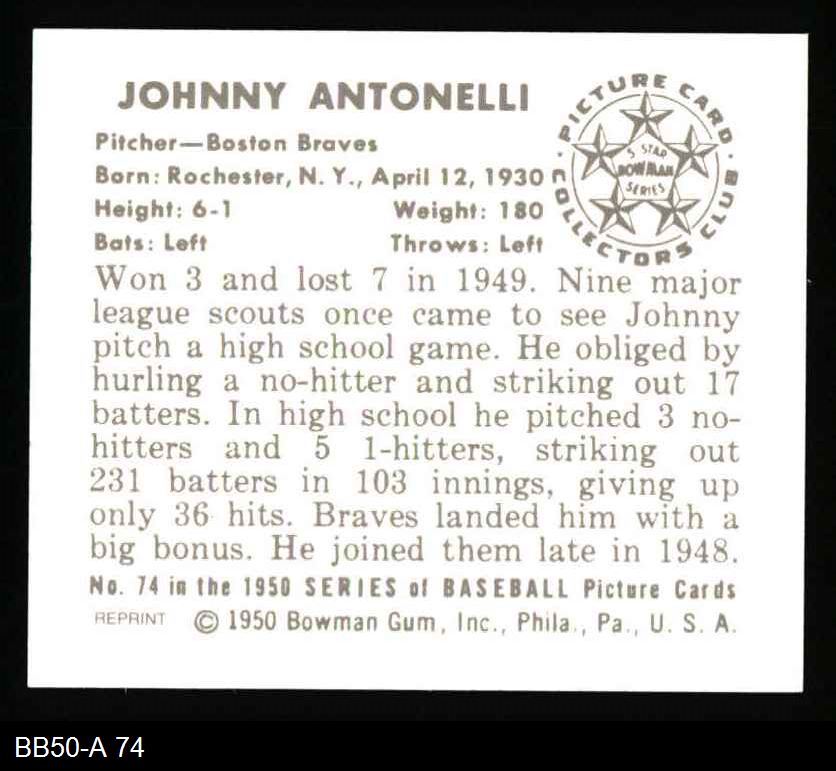 JOHNNY ANTONELLI
Pitcher—Boston Braves
Born: Rochester, N. Y., April 12, 1930
Height: 6-1 Weight: 180
Bats: Left Throws: Left
· PICTURE CARD ·
COLLECTORS CLUB
5 STAR
BOWMAN
SERIES
Won 3 and lost 7 in 1949. Nine major
league scouts once came to see Johnny
pitch a high school game. He obliged by
hurling a no-hitter and striking out 17
batters. In high school he pitched 3 no-
hitters and 5 1-hitters, striking out
231 batters in 103 innings, giving up
only 36 hits. Braves landed him with a
big bonus. He joined them late in 1948.
No. 74 in the 1950 SERIES of BASEBALL Picture Cards
REPRINT © 1950 Bowman Gum, Inc., Phila., Pa., U. S. A.
BB50-A 74